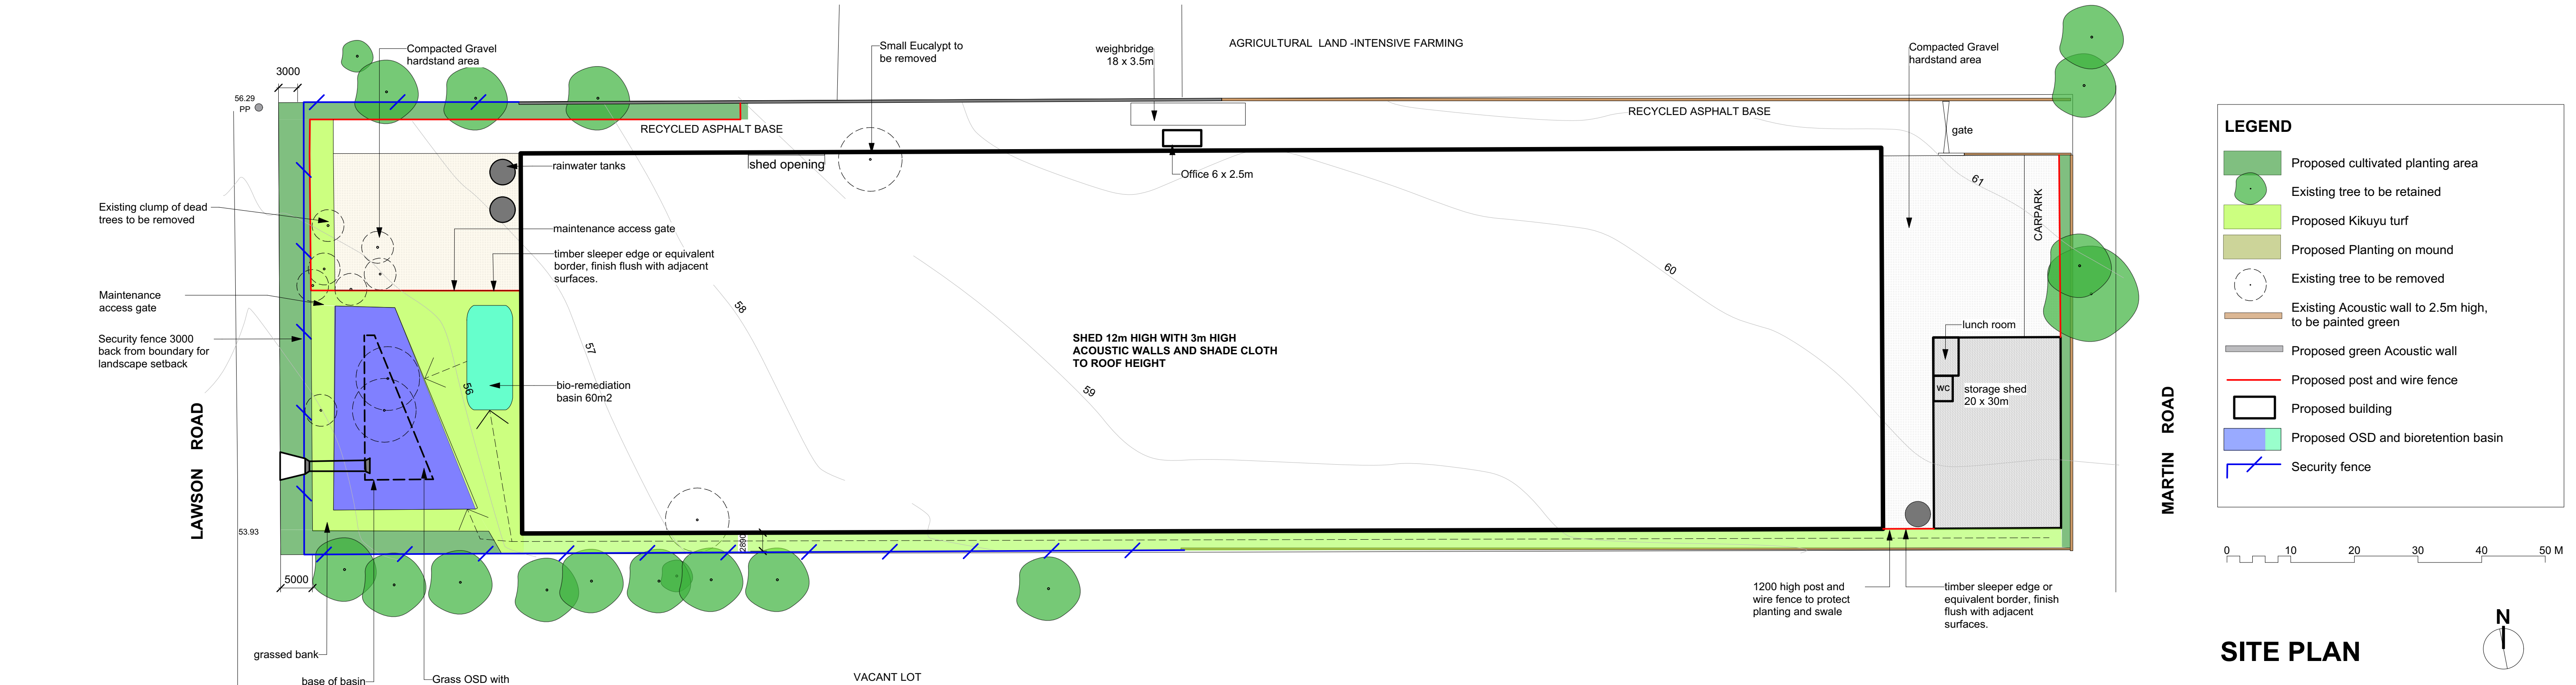 AGRICULTURAL LAND -INTENSIVE FARMING
Compacted Gravel
hardstand area
Small Eucalypt to
be removed
weighbridge
18 x 3.5m
Compacted Gravel
hardstand area
3000
56.29
PP
RECYCLED ASPHALT BASE
RECYCLED ASPHALT BASE
gate
shed opening
rainwater tanks
Office 6 x 2.5m
61
CARPARK
Existing clump of dead
trees to be removed
maintenance access gate
timber sleeper edge or equivalent
border, finish flush with adjacent
surfaces.
60
Maintenance
access gate
58
Security fence 3000
back from boundary for
landscape setback
57
SHED 12m HIGH WITH 3m HIGH
ACOUSTIC WALLS AND SHADE CLOTH
TO ROOF HEIGHT
lunch room
56
bio-remediation
basin 60m2
59
WC
storage shed
20 x 30m
LAWSON ROAD
MARTIN ROAD
53.93
2890
5000
1200 high post and
wire fence to protect
planting and swale
timber sleeper edge or
equivalent border, finish
flush with adjacent
surfaces.
grassed bank
base of basin
Grass OSD with
VACANT LOT
LEGEND
Proposed cultivated planting area
Existing tree to be retained
Proposed Kikuyu turf
Proposed Planting on mound
Existing tree to be removed
Existing Acoustic wall to 2.5m high,
to be painted green
Proposed green Acoustic wall
Proposed post and wire fence
Proposed building
Proposed OSD and bioretention basin
Security fence
0 10 20 30 40 50 M
N
SITE PLAN